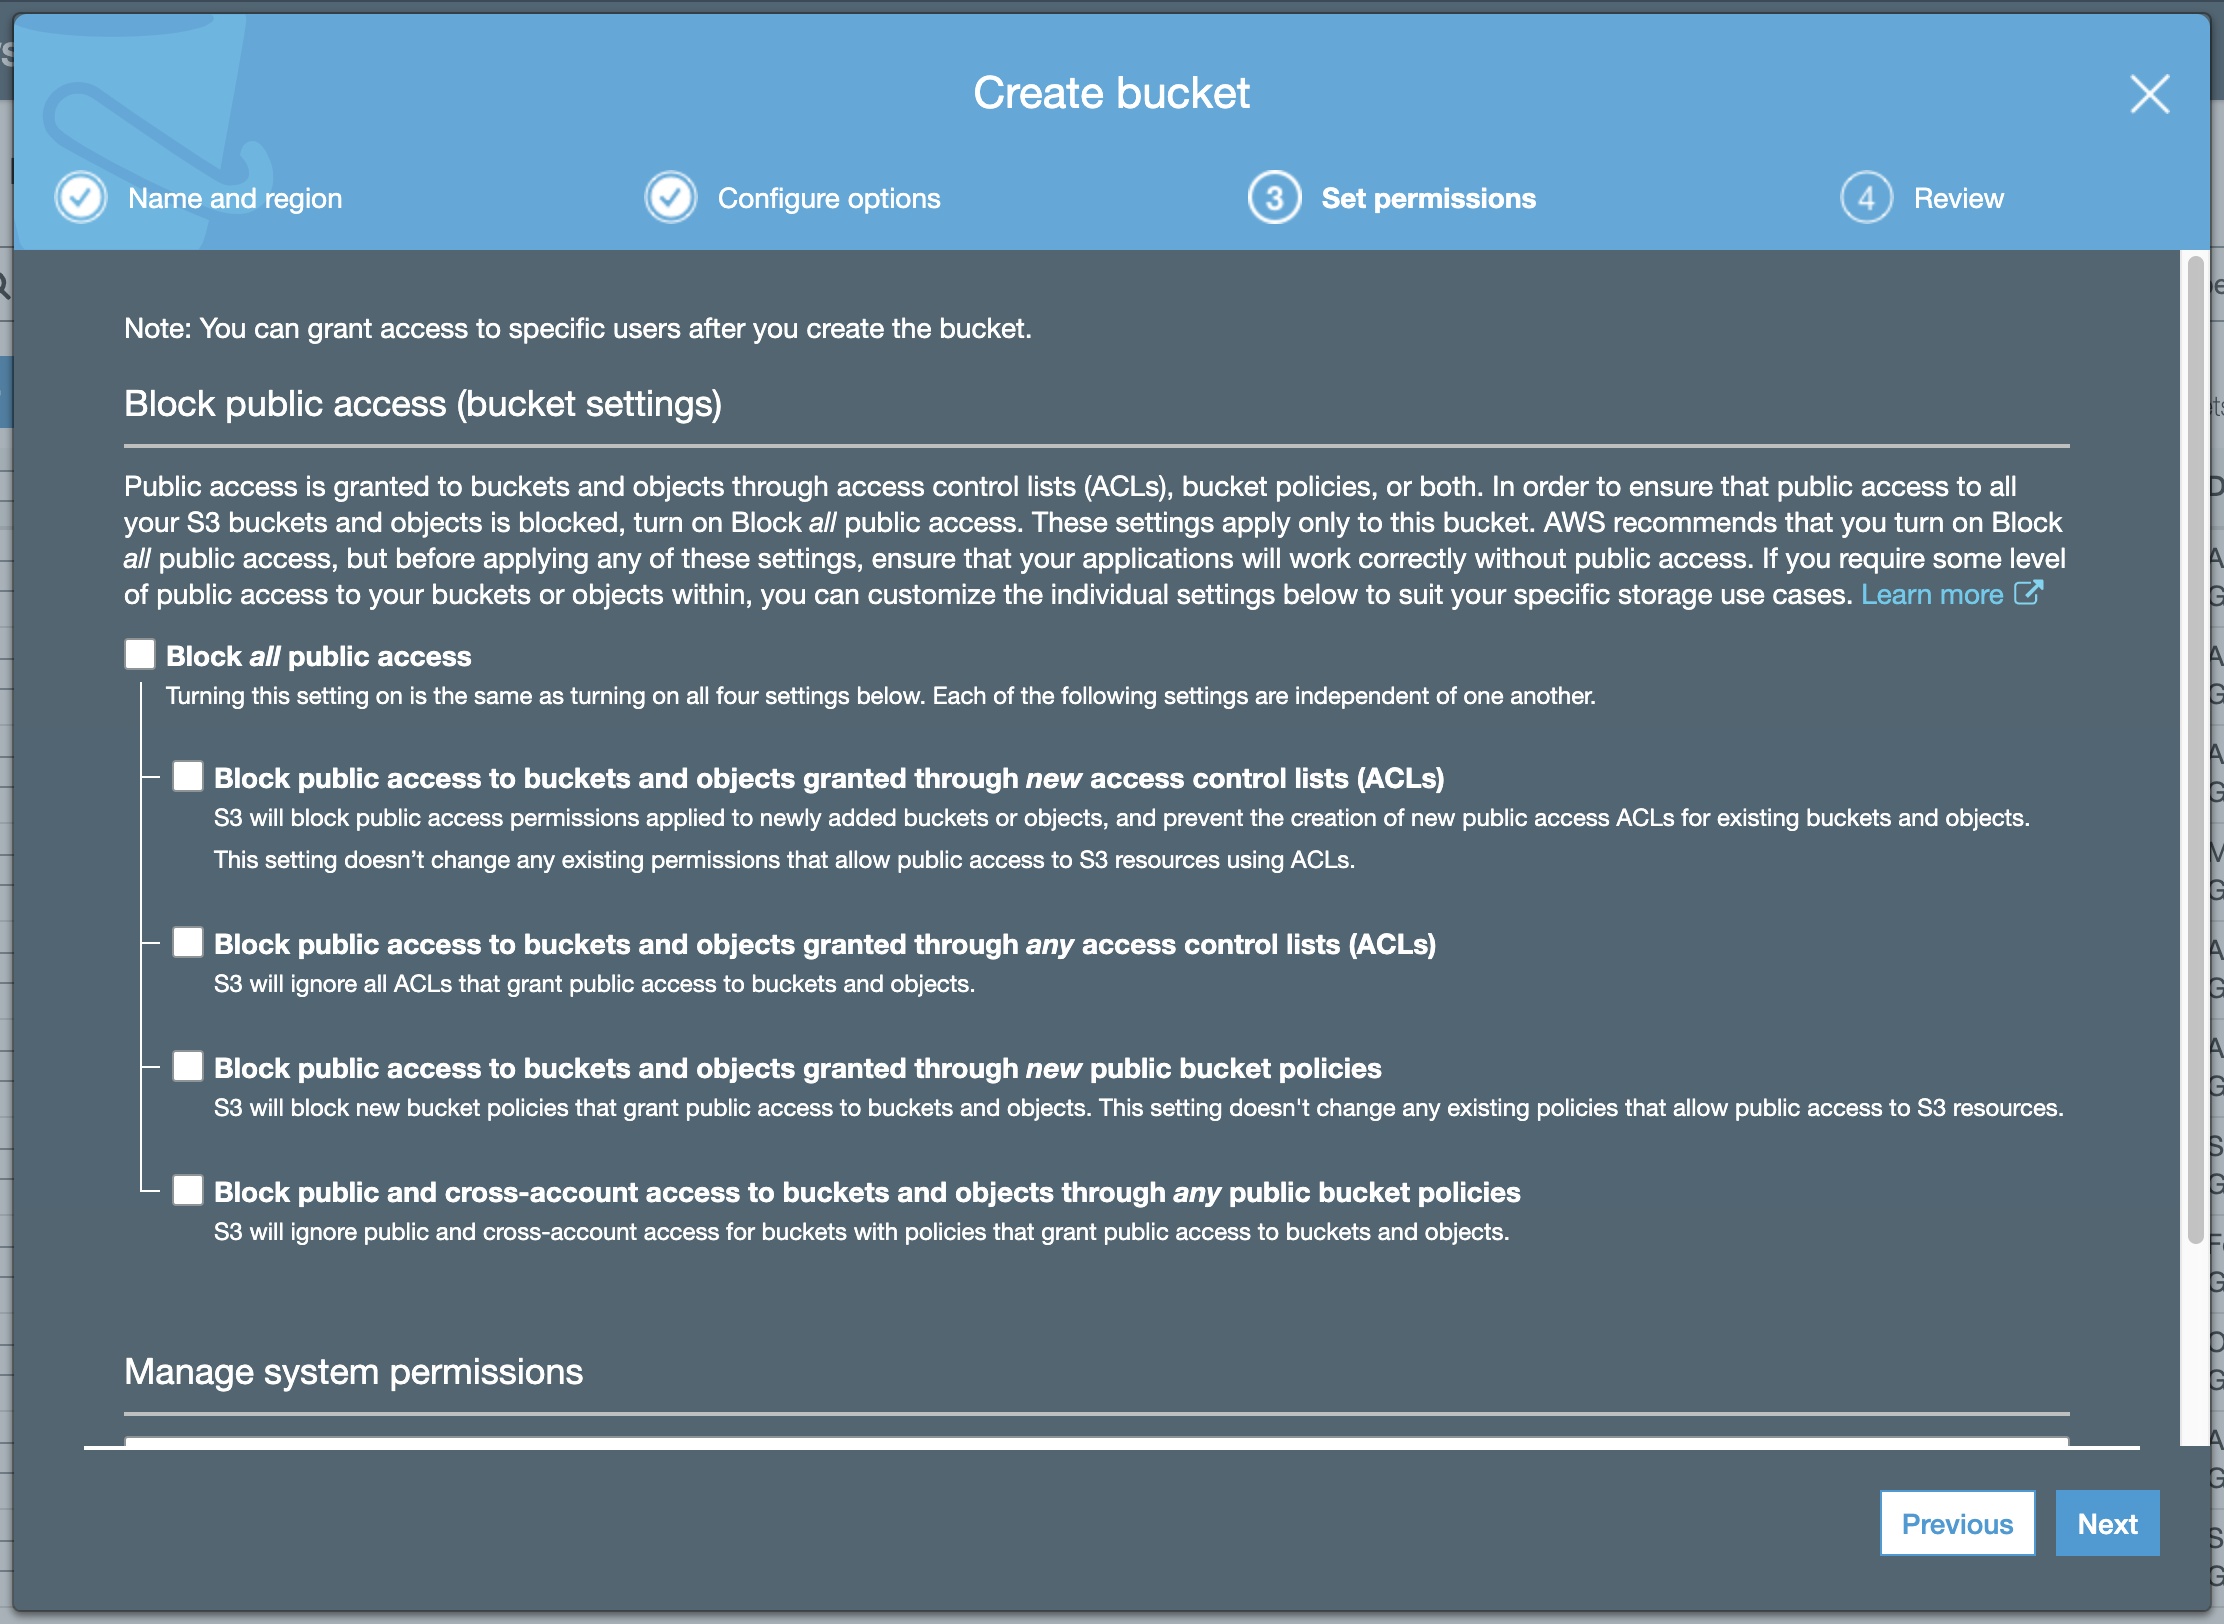 Create bucket
Name and region
Configure options
3 Set permissions
4 Review
Note: You can grant access to specific users after you create the bucket.
Block public access (bucket settings)
Public access is granted to buckets and objects through access control lists (ACLs), bucket policies, or both. In order to ensure that public access to all
your S3 buckets and objects is blocked, turn on Block all public access. These settings apply only to this bucket. AWS recommends that you turn on Block
all public access, but before applying any of these settings, ensure that your applications will work correctly without public access. If you require some level
of public access to your buckets or objects within, you can customize the individual settings below to suit your specific storage use cases. Learn more
Block all public access
Turning this setting on is the same as turning on all four settings below. Each of the following settings are independent of one another.
Block public access to buckets and objects granted through new access control lists (ACLs)
S3 will block public access permissions applied to newly added buckets or objects, and prevent the creation of new public access ACLs for existing buckets and objects.
This setting doesn’t change any existing permissions that allow public access to S3 resources using ACLs.
Block public access to buckets and objects granted through any access control lists (ACLs)
S3 will ignore all ACLs that grant public access to buckets and objects.
Block public access to buckets and objects granted through new public bucket policies
S3 will block new bucket policies that grant public access to buckets and objects. This setting doesn't change any existing policies that allow public access to S3 resources.
Block public and cross-account access to buckets and objects through any public bucket policies
S3 will ignore public and cross-account access for buckets with policies that grant public access to buckets and objects.
Manage system permissions
Previous
Next